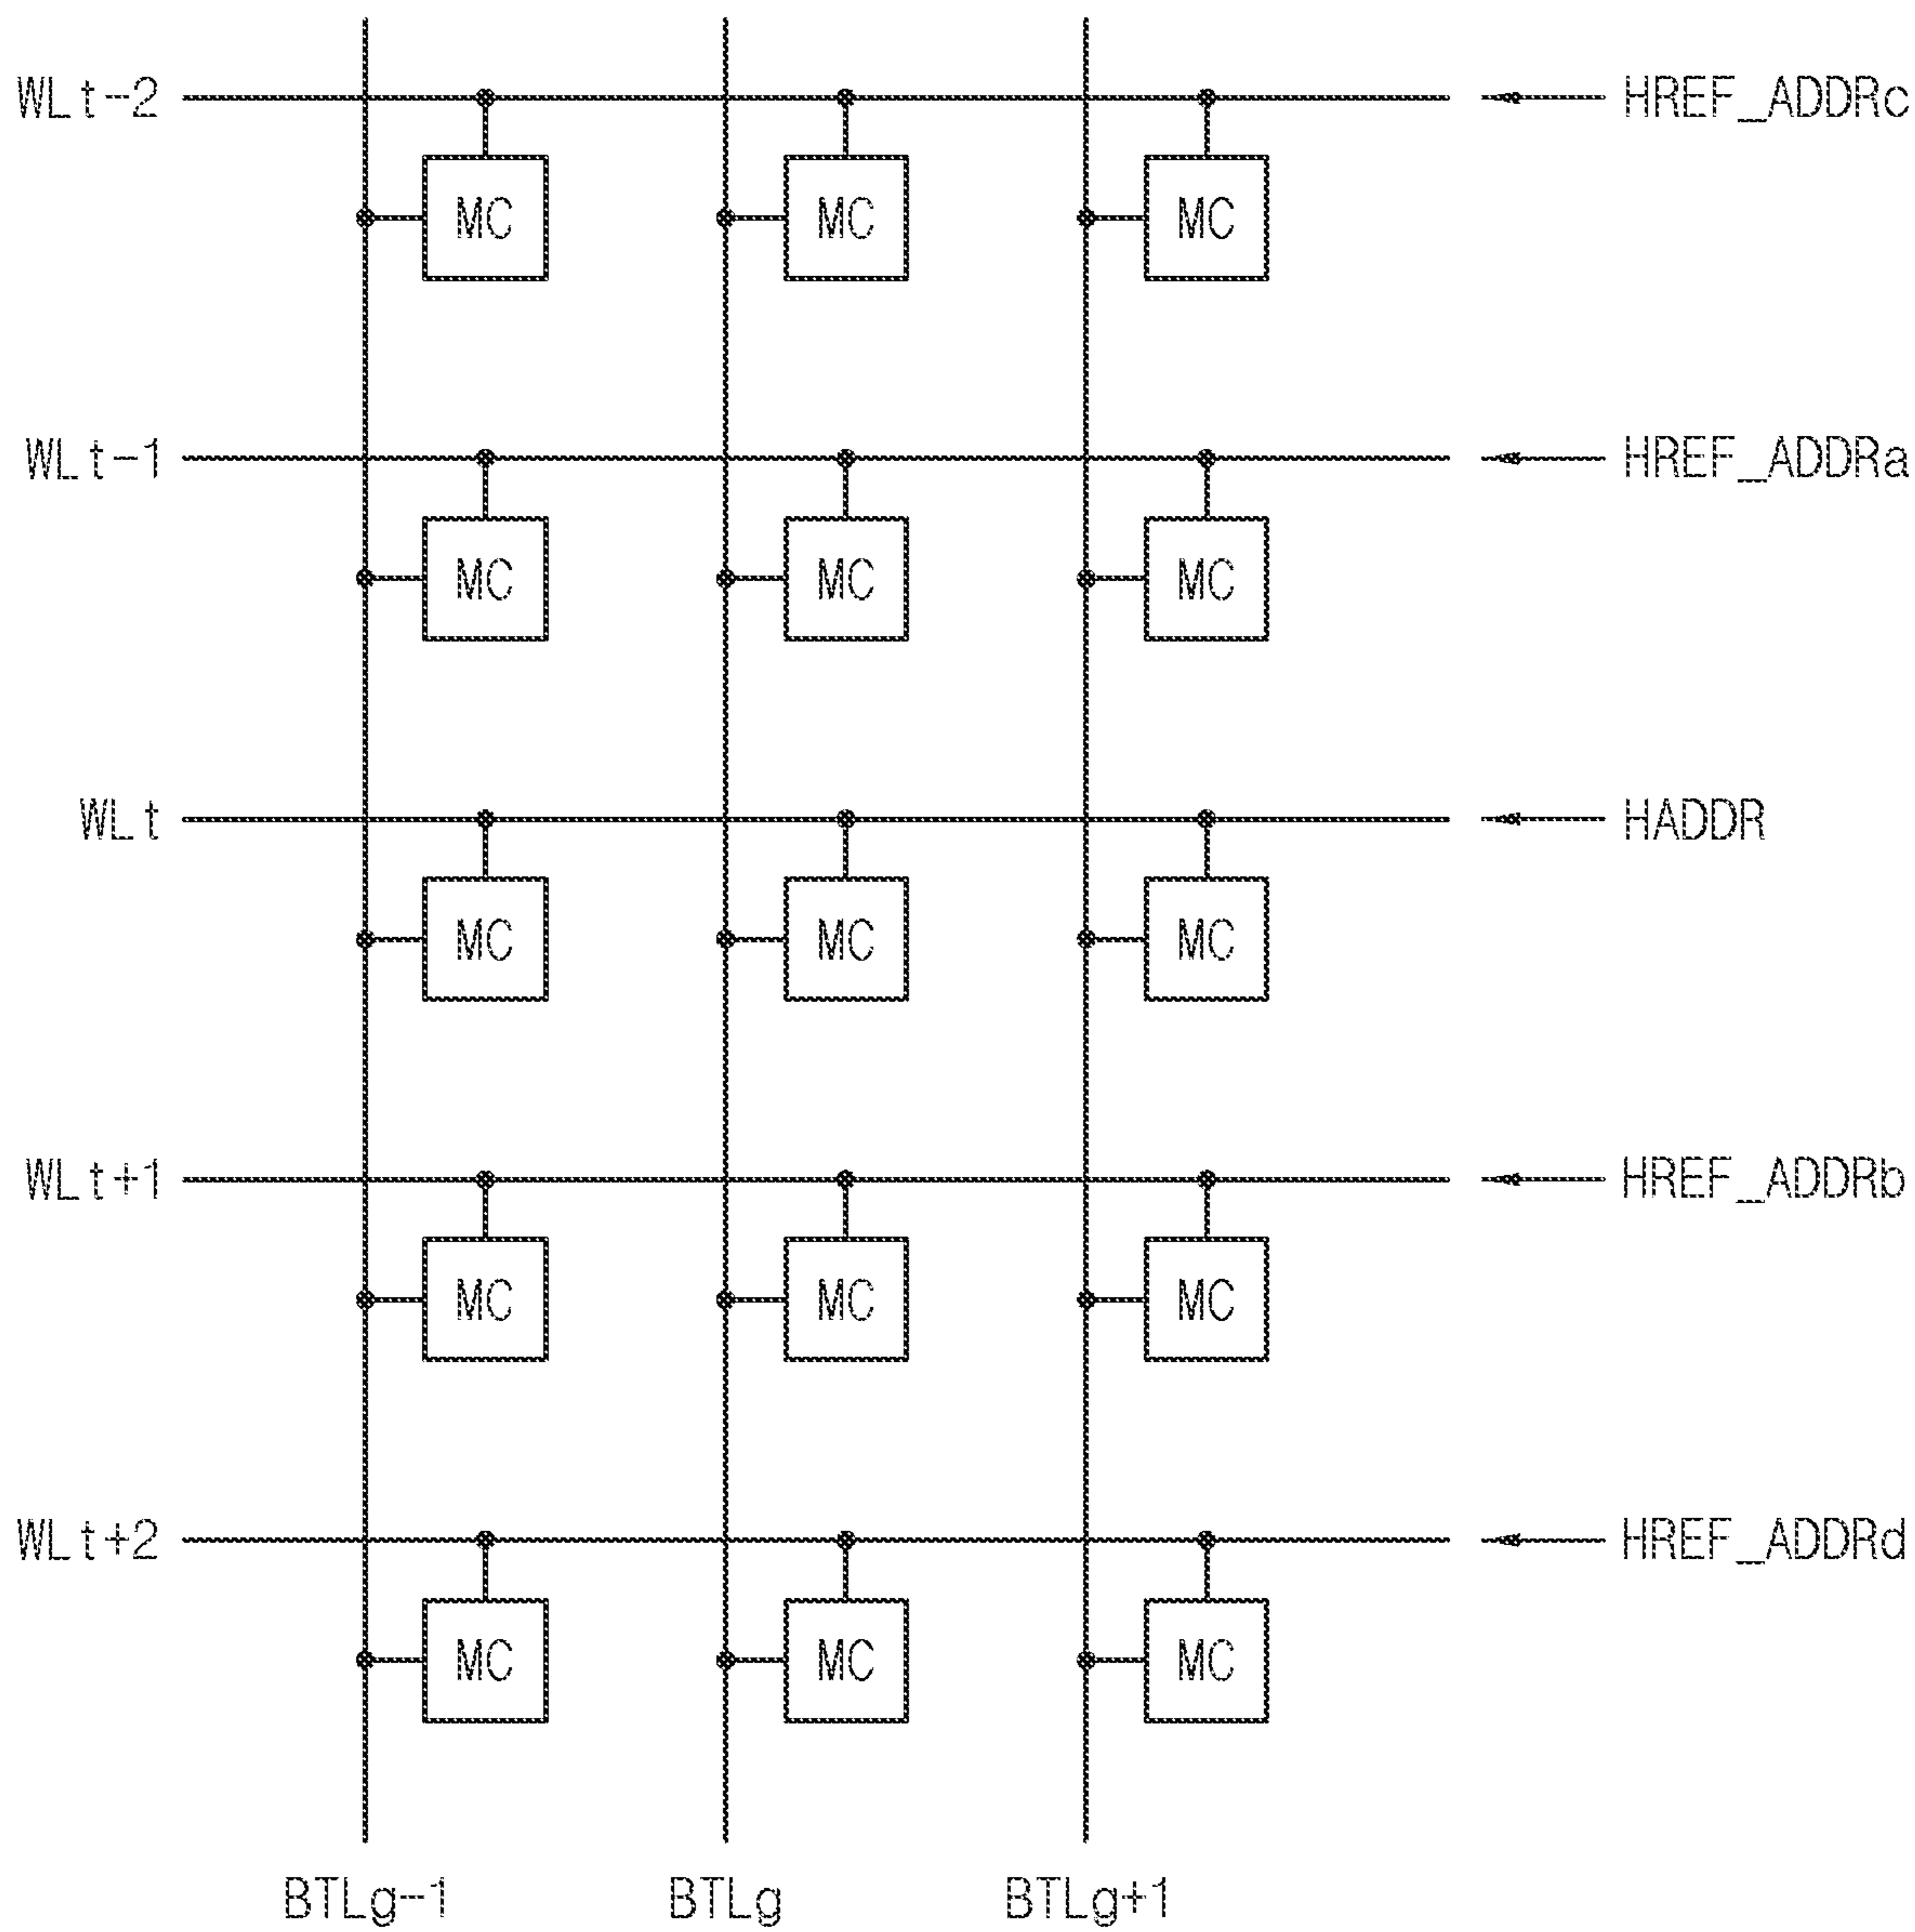 WLt-2 HREF_ADDRc
MC MC MC
WLt-1 HREF_ADDRa
MC MC MC
WLt HADDR
MC MC MC
WLt+1 HREF_ADDRb
MC MC MC
WLt+2 HREF_ADDRd
MC MC MC
BTLg-1 BTLg BTLg+1